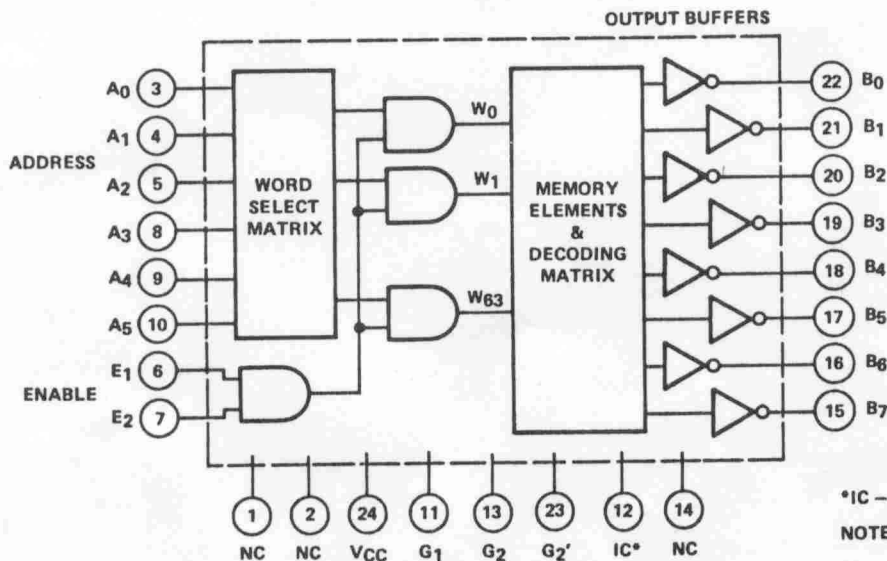 OUTPUT BUFFERS
A0 3
A1 4
ADDRESS
A2 5
A3 8
A4 9
A5 10
E1 6
ENABLE
E2 7
WORD
SELECT
MATRIX
W0
W1
W63
MEMORY
ELEMENTS
&
DECODING
MATRIX
22 B0
21 B1
20 B2
19 B3
18 B4
17 B5
16 B6
15 B7
1 2 24 11 13 23 12 14
NC NC VCC G1 G2 G2' IC* NC
*IC –
NOTE